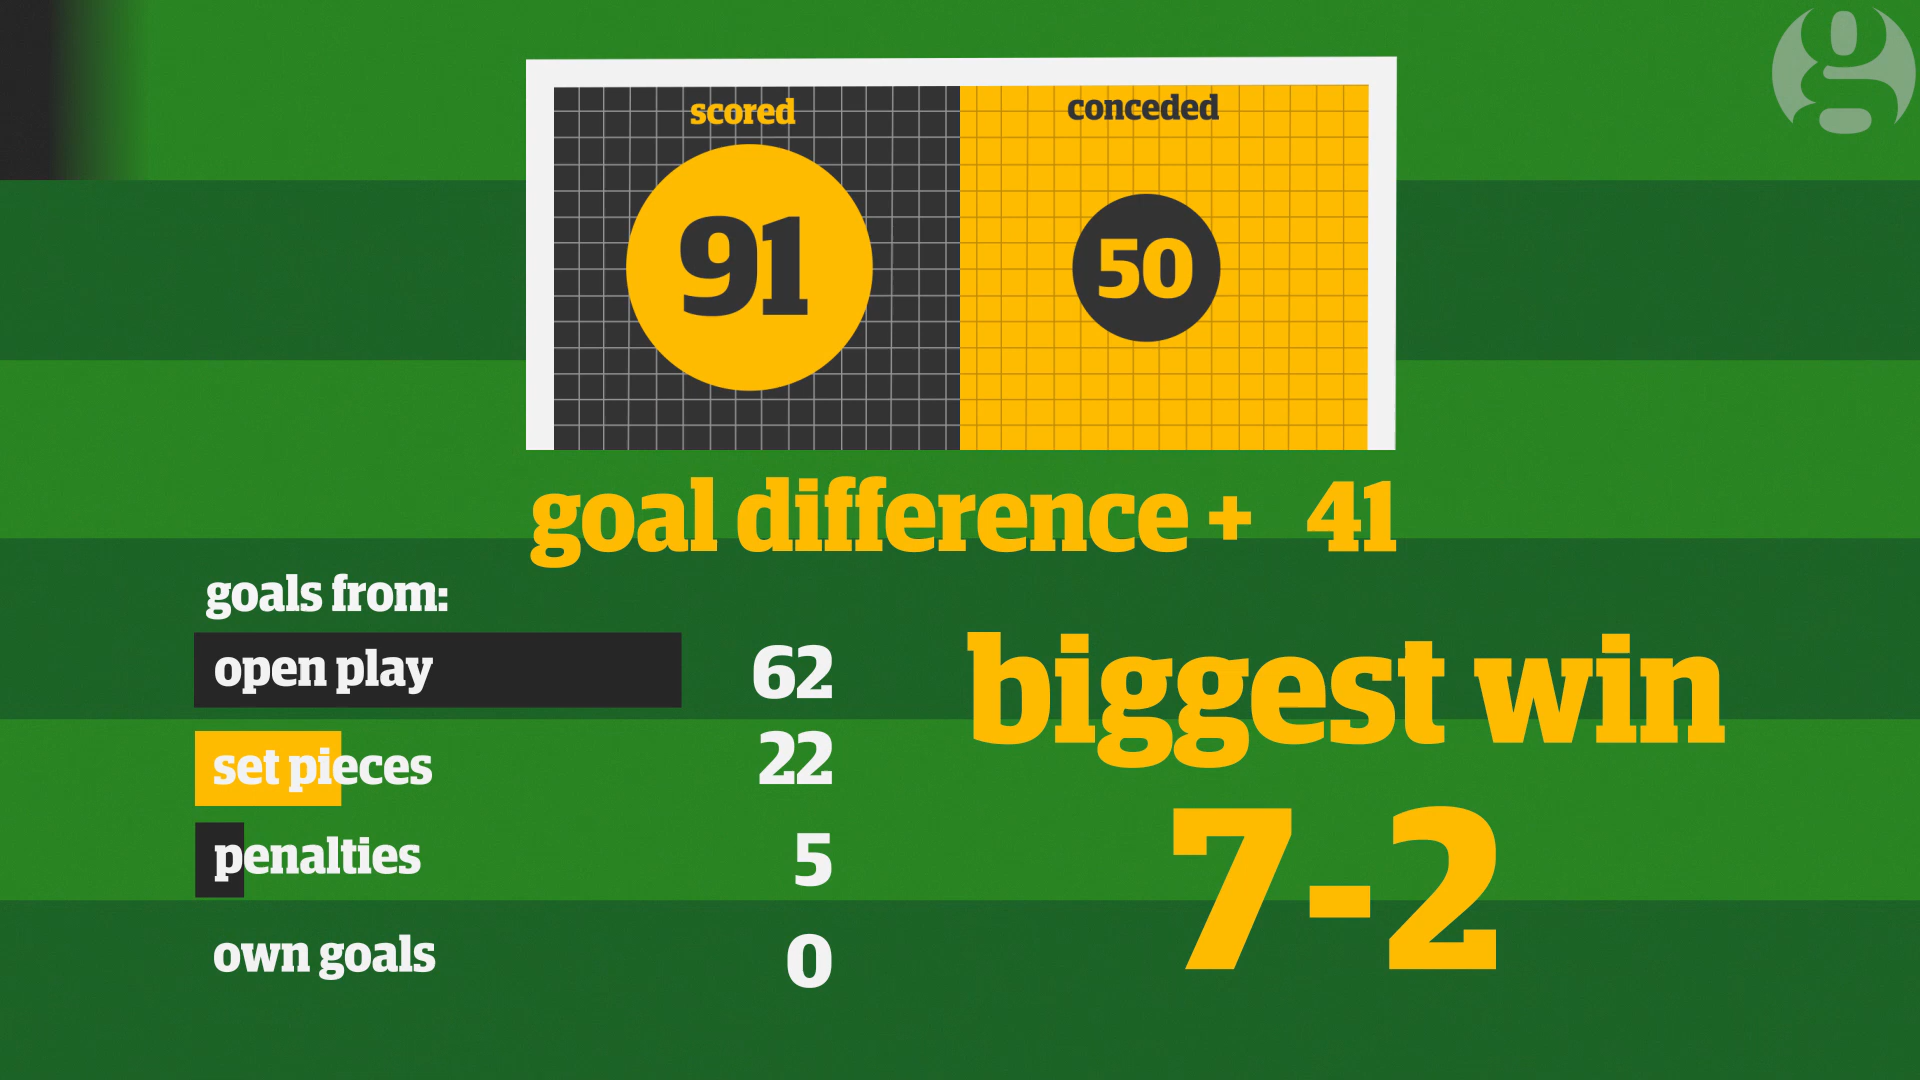 scored
conceded
91
50
goal difference + 41
goals from:
open play 62
set pieces 22
penalties 5
own goals 0
biggest win
7-2
g